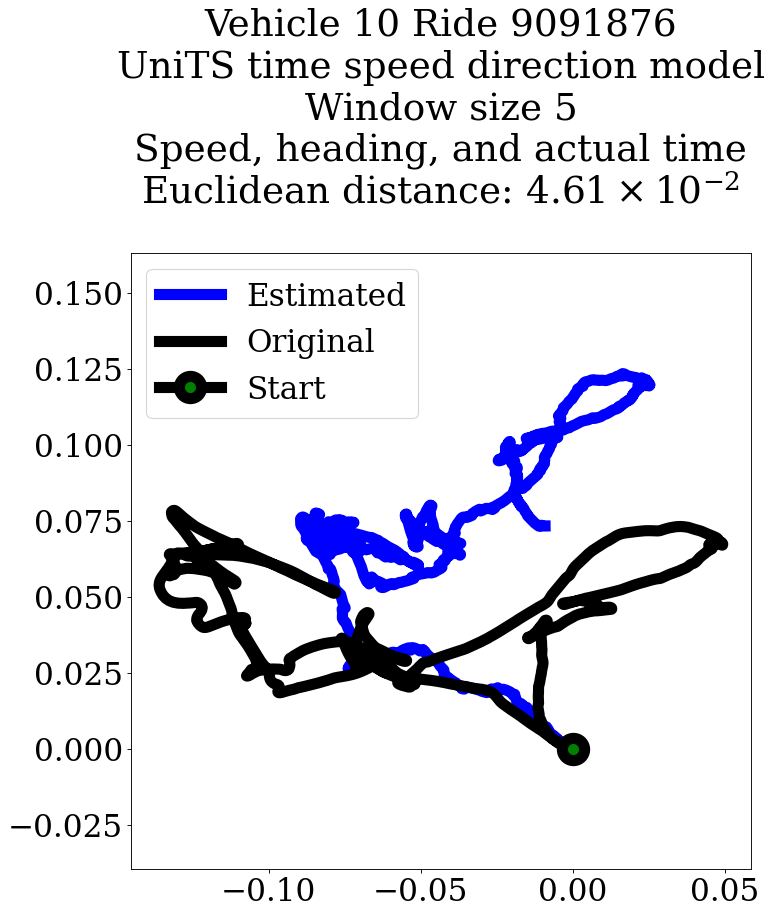 Vehicle 10 Ride 9091876
UniTS time speed direction model
Window size 5
Speed, heading, and actual time
Euclidean distance: 4.61 × 10⁻²
Estimated
Original
Start
0.150
0.125
0.100
0.075
0.050
0.025
0.000
−0.025
−0.10 −0.05 0.00 0.05